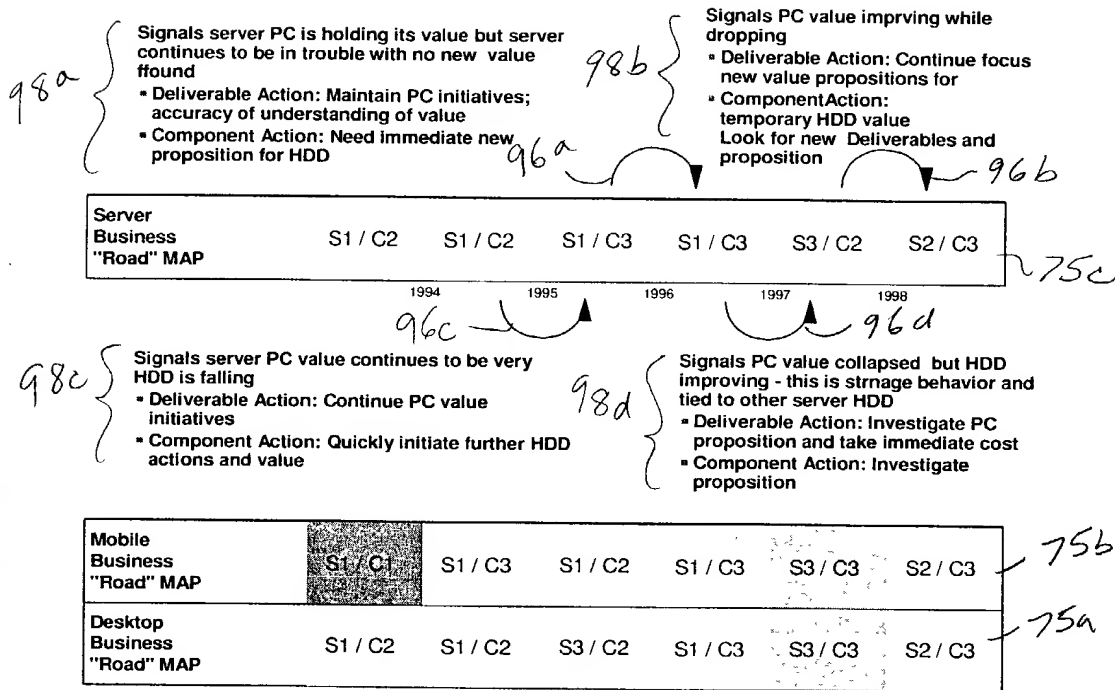 Signals server PC is holding its value but server
continues to be in trouble with no new value
ffound
▪ Deliverable Action: Maintain PC initiatives;
accuracy of understanding of value
▪ Component Action: Need immediate new
proposition for HDD
98a
Signals PC value imprving while
dropping
▪ Deliverable Action: Continue focus
new value propositions for
▪ ComponentAction:
temporary HDD value
Look for new Deliverables and
proposition
98b
96a
96b
Server
Business
"Road" MAP
S1 / C2 S1 / C2 S1 / C3 S1 / C3 S3 / C2 S2 / C3
75c
1994 1995 1996 1997 1998
96c
96d
Signals server PC value continues to be very
HDD is falling
▪ Deliverable Action: Continue PC value
initiatives
▪ Component Action: Quickly initiate further HDD
actions and value
98c
Signals PC value collapsed but HDD
improving - this is strnage behavior and
tied to other server HDD
▪ Deliverable Action: Investigate PC
proposition and take immediate cost
▪ Component Action: Investigate
proposition
98d
Mobile
Business
"Road" MAP
S1 / C1 S1 / C3 S1 / C2 S1 / C3 S3 / C3 S2 / C3
75b
Desktop
Business
"Road" MAP
S1 / C2 S1 / C2 S3 / C2 S1 / C3 S3 / C3 S2 / C3
75a